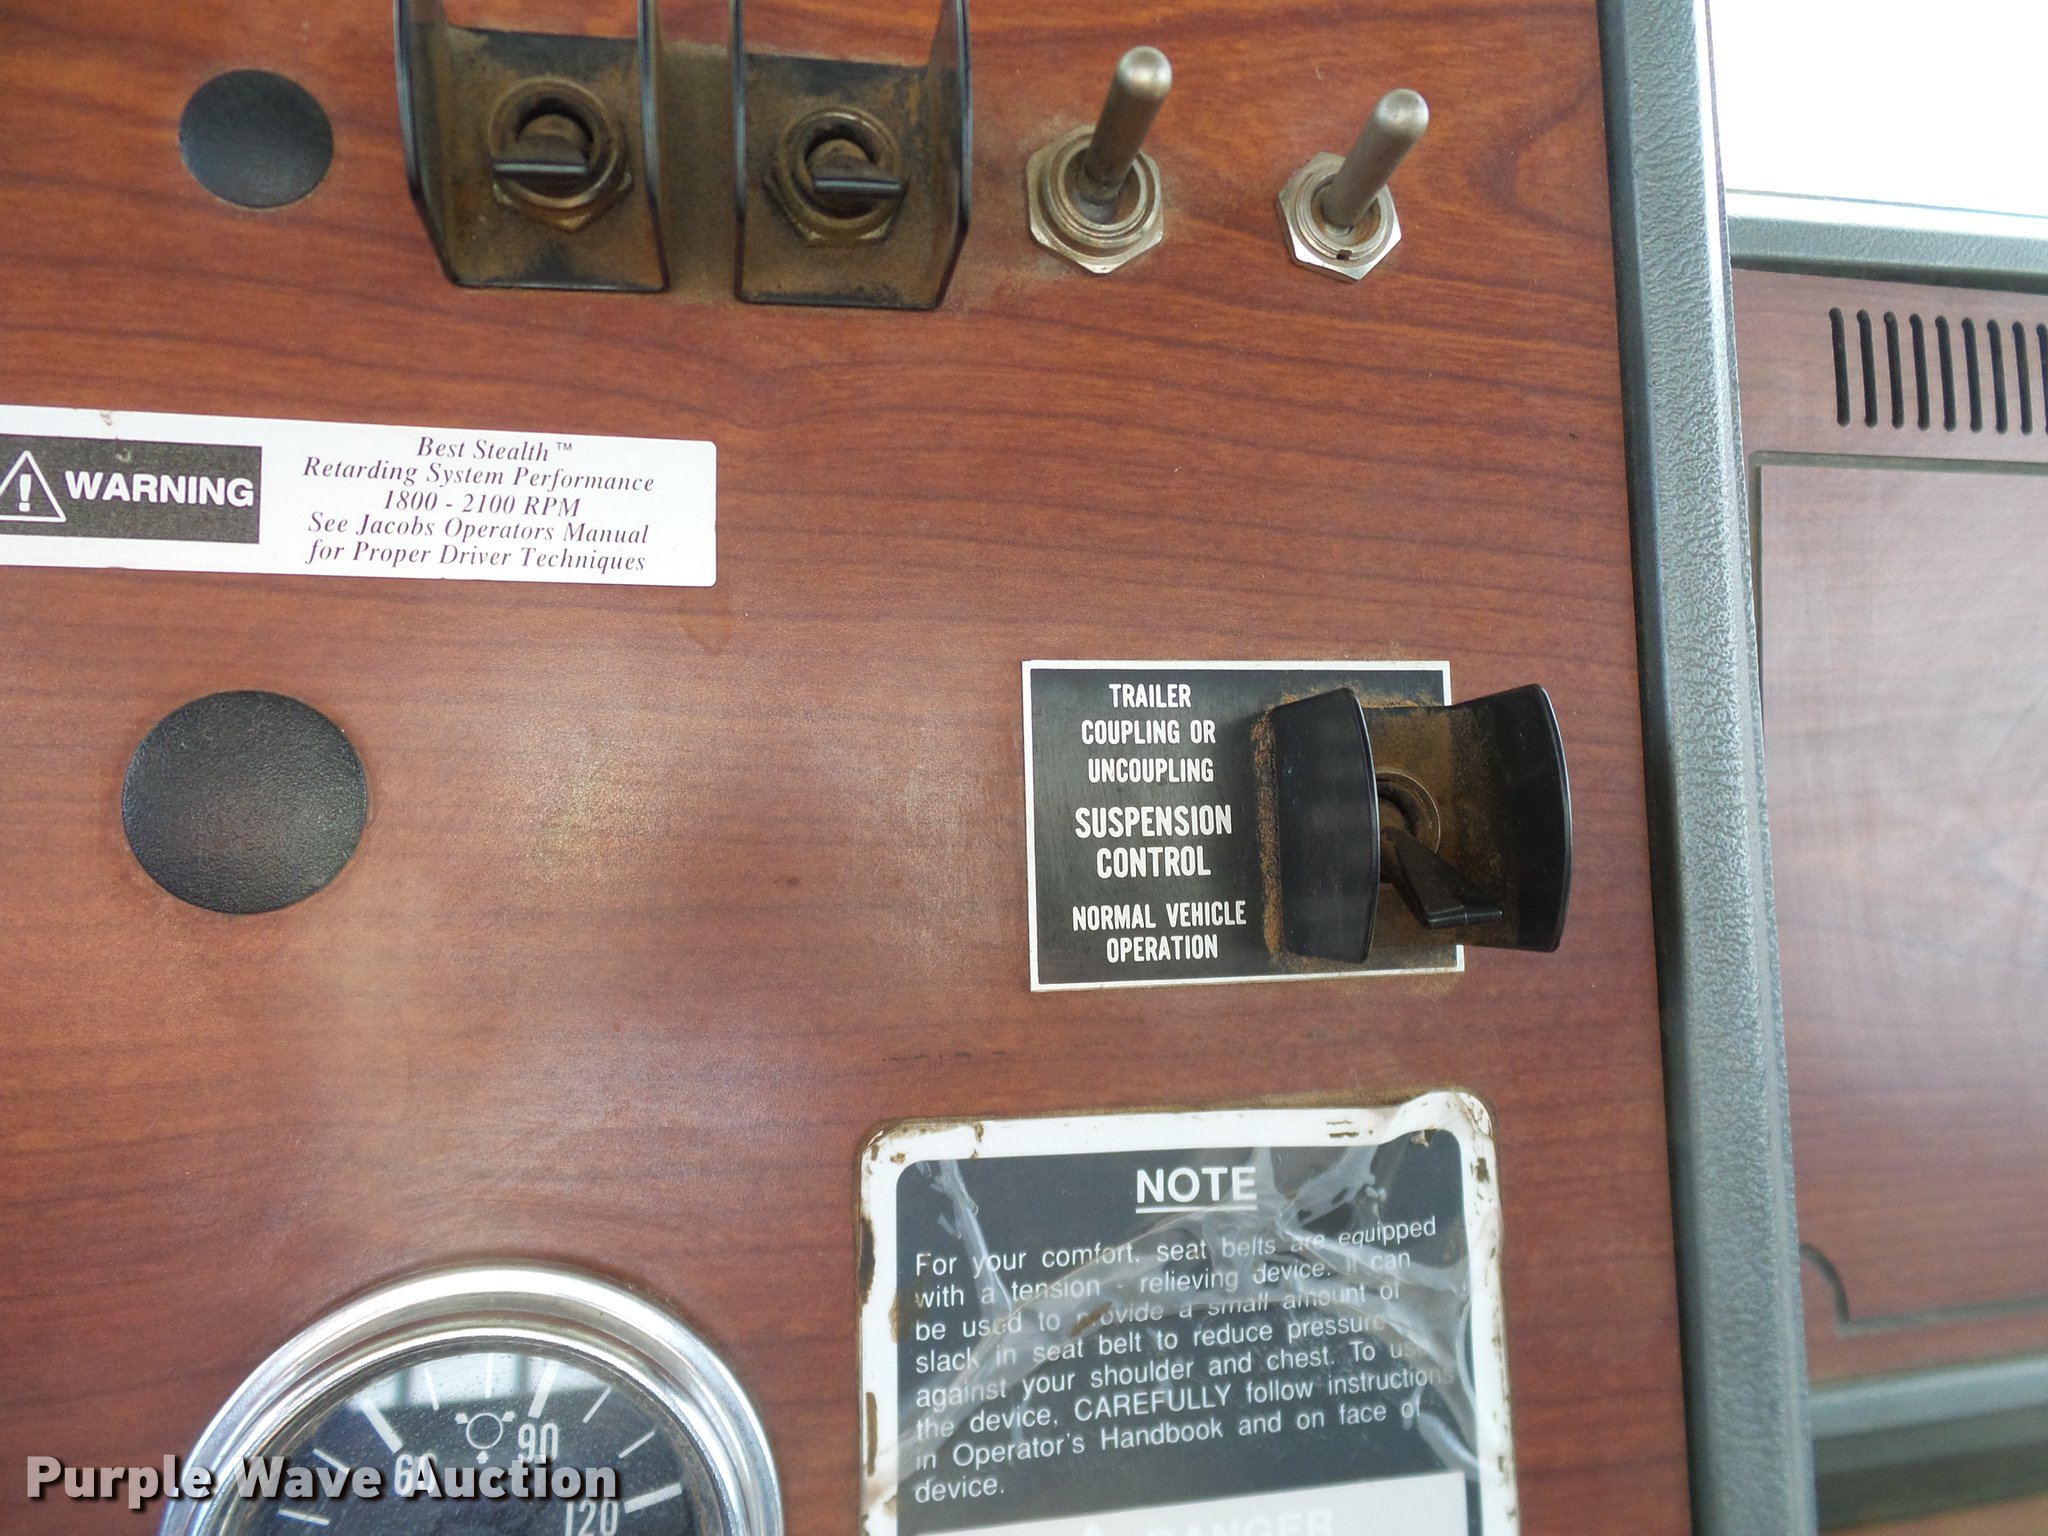 WARNING
Best Stealth™
Retarding System Performance
1800 - 2100 RPM
See Jacobs Operators Manual
for Proper Driver Techniques
TRAILER
COUPLING OR
UNCOUPLING
SUSPENSION
CONTROL
NORMAL VEHICLE
OPERATION
NOTE
For your comfort, seat belts are equipped
with a tension - relieving device. It can
be used to provide a small amount of
slack in seat belt to reduce pressure
against your shoulder and chest. To use
the device, CAREFULLY follow instructions
in Operator's Handbook and on face of
device.
DANGER
60 90 120
Purple Wave Auction